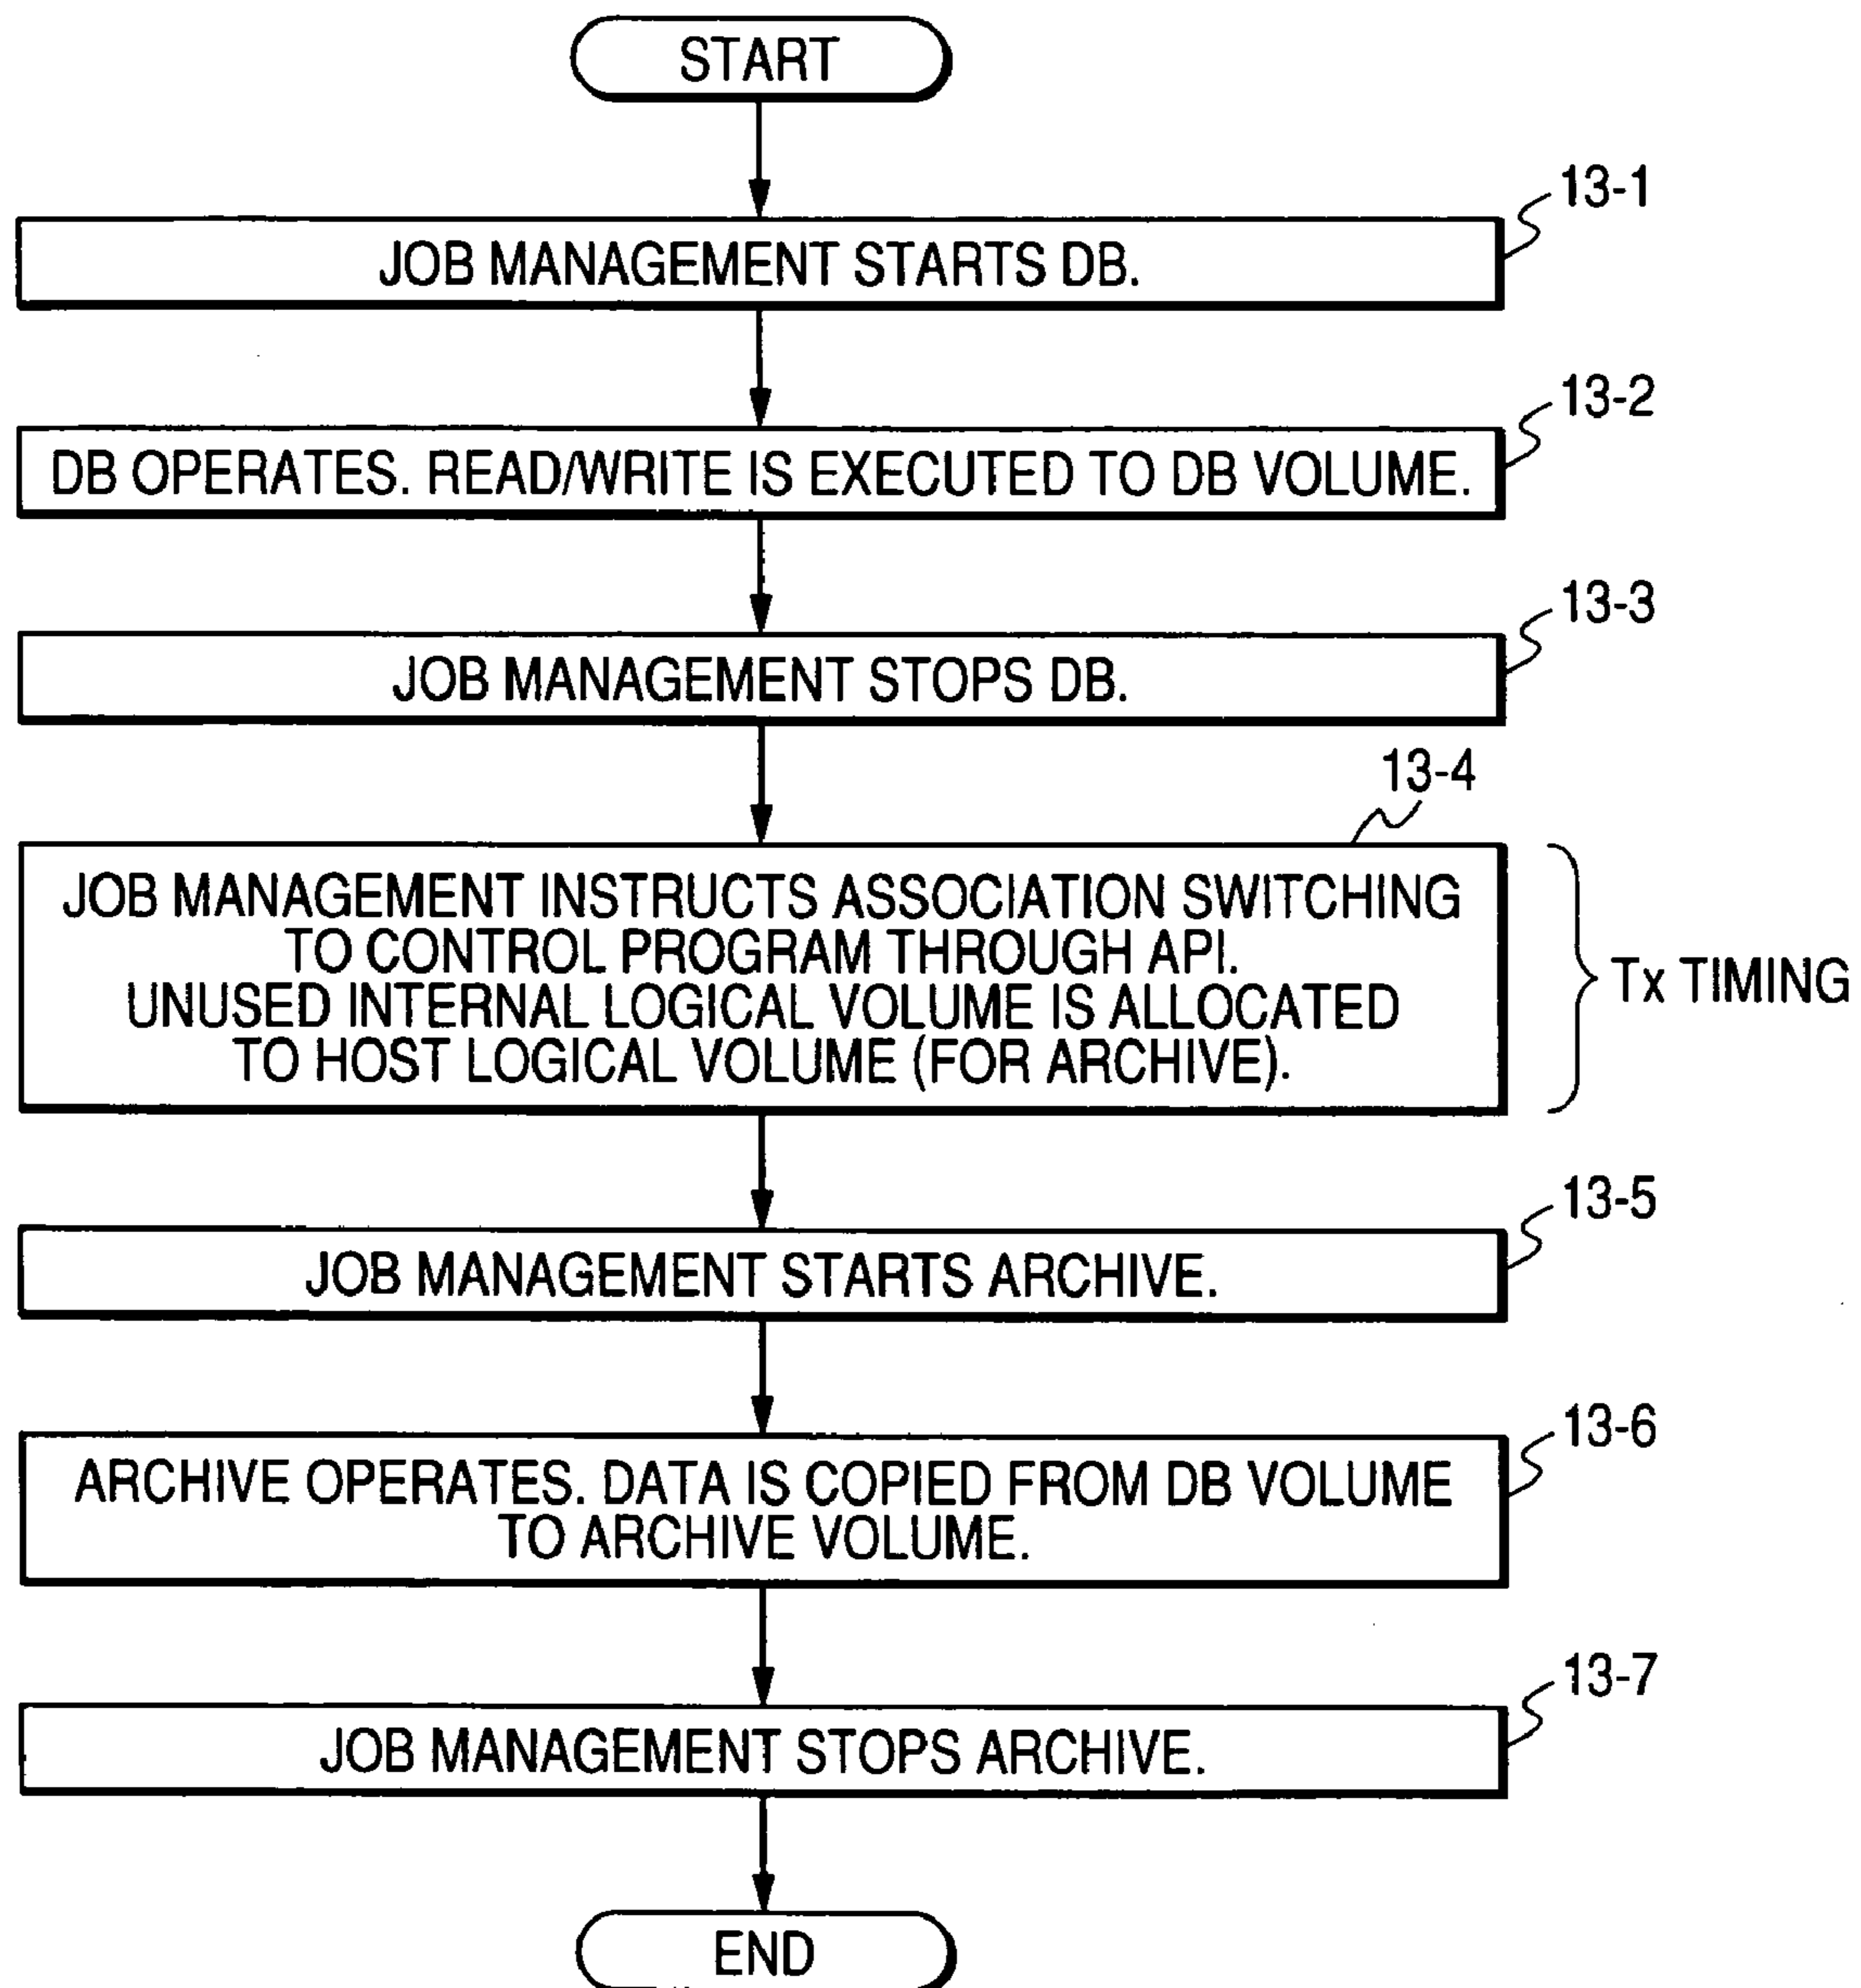 START
13-1
JOB MANAGEMENT STARTS DB.
13-2
DB OPERATES. READ/WRITE IS EXECUTED TO DB VOLUME.
13-3
JOB MANAGEMENT STOPS DB.
13-4
JOB MANAGEMENT INSTRUCTS ASSOCIATION SWITCHING
TO CONTROL PROGRAM THROUGH API.
UNUSED INTERNAL LOGICAL VOLUME IS ALLOCATED
TO HOST LOGICAL VOLUME (FOR ARCHIVE).
Tx TIMING
13-5
JOB MANAGEMENT STARTS ARCHIVE.
13-6
ARCHIVE OPERATES. DATA IS COPIED FROM DB VOLUME
TO ARCHIVE VOLUME.
13-7
JOB MANAGEMENT STOPS ARCHIVE.
END